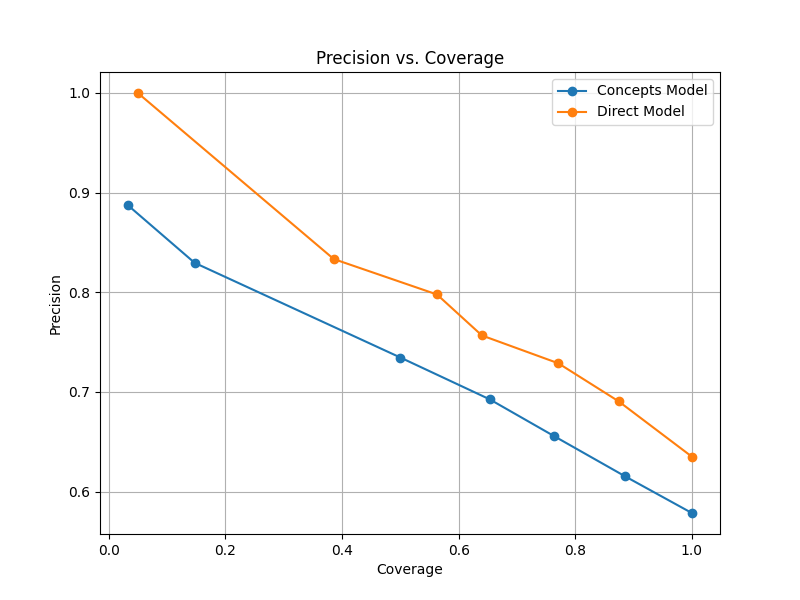 Precision vs. Coverage
Concepts Model
Direct Model
1.0
0.9
0.8
0.7
0.6
Precision
0.0 0.2 0.4 0.6 0.8 1.0
Coverage